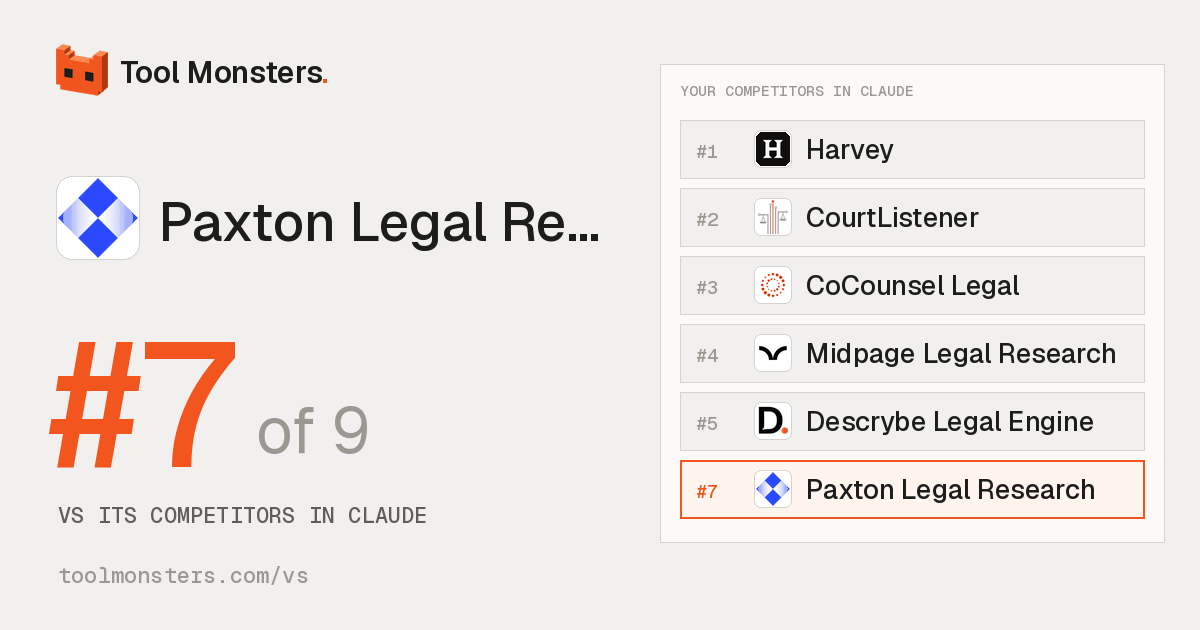 Tool Monsters.
Paxton Legal Re...
#7 of 9
VS ITS COMPETITORS IN CLAUDE
toolmonsters.com/vs
YOUR COMPETITORS IN CLAUDE
#1 H Harvey
#2 CourtListener
#3 CoCounsel Legal
#4 Midpage Legal Research
#5 D. Descrybe Legal Engine
#7 Paxton Legal Research